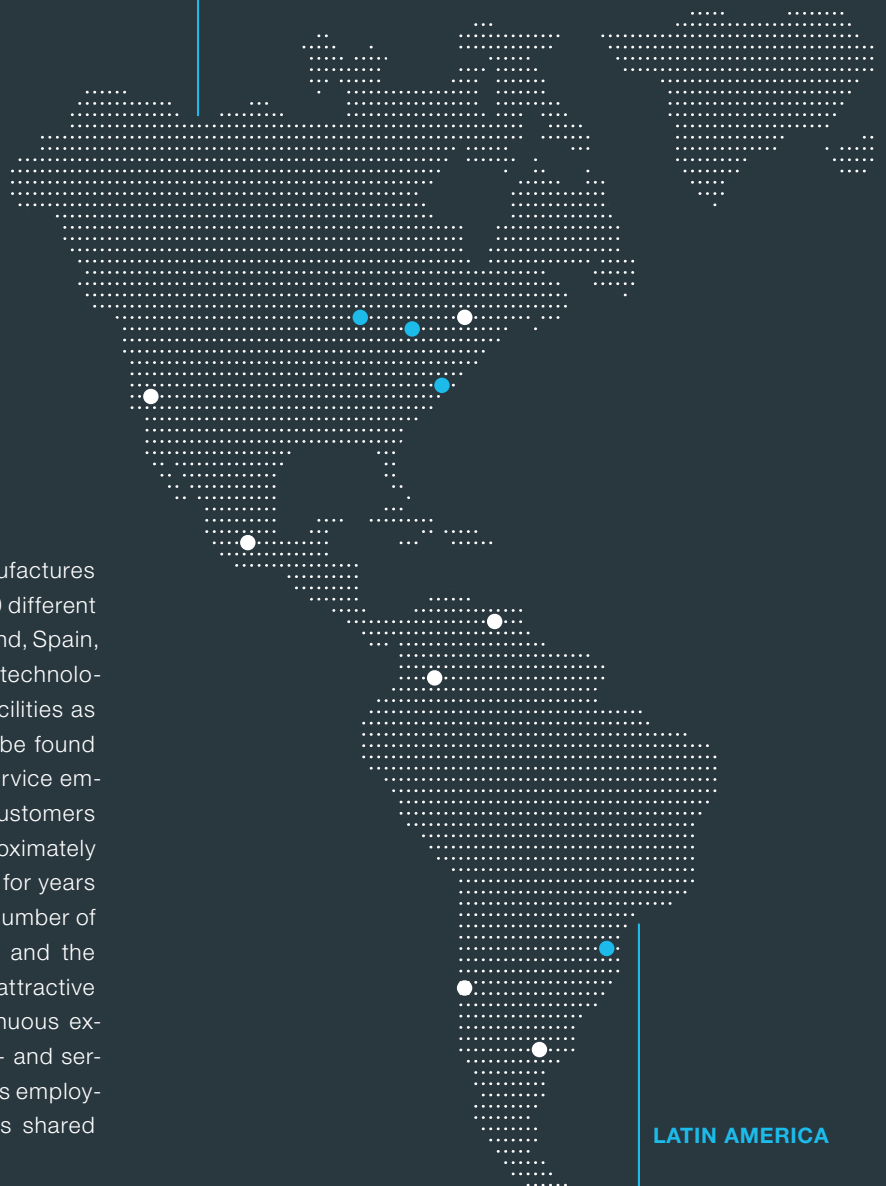 ufactures
different
nd, Spain,
technolo-
cilities as
be found
rvice em-
ustomers
oximately
for years
umber of
and the
attractive
nuous ex-
- and ser-
s employ-
s shared
LATIN AMERICA